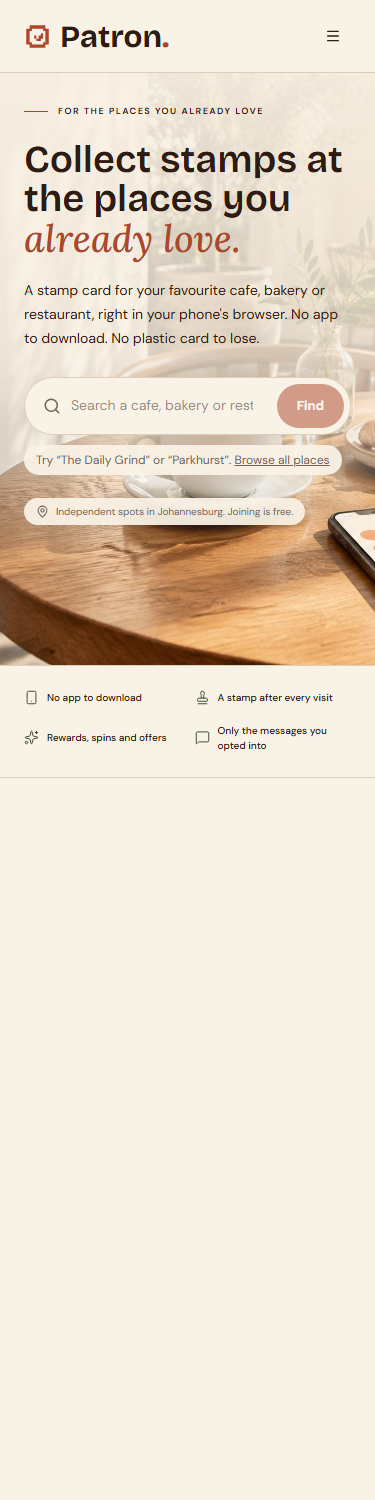 Patron.
FOR THE PLACES YOU ALREADY LOVE
Collect stamps at
the places you
already love.
A stamp card for your favourite cafe, bakery or
restaurant, right in your phone's browser. No app
to download. No plastic card to lose.
Search a cafe, bakery or rest
Find
Try “The Daily Grind” or “Parkhurst”. Browse all places
Independent spots in Johannesburg. Joining is free.
No app to download
A stamp after every visit
Rewards, spins and offers
Only the messages you
opted into